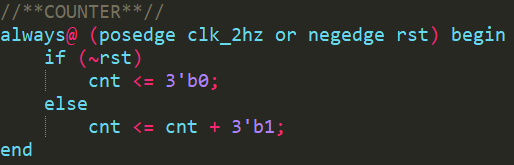 //**COUNTER**//
always@ (posedge clk_2hz or negedge rst) begin
    if (~rst)
        cnt <= 3'b0;
    else
        cnt <= cnt + 3'b1;
end